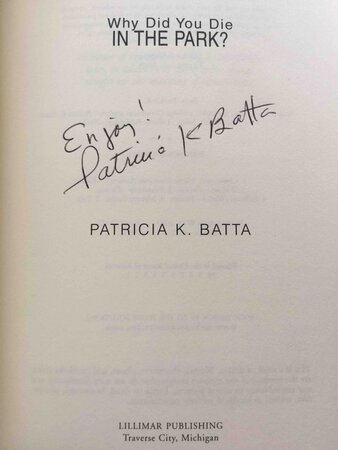 Why Did You Die
IN THE PARK?
Enjoy!
Patricia K Batta
PATRICIA K. BATTA
LILLIMAR PUBLISHING
Traverse City, Michigan